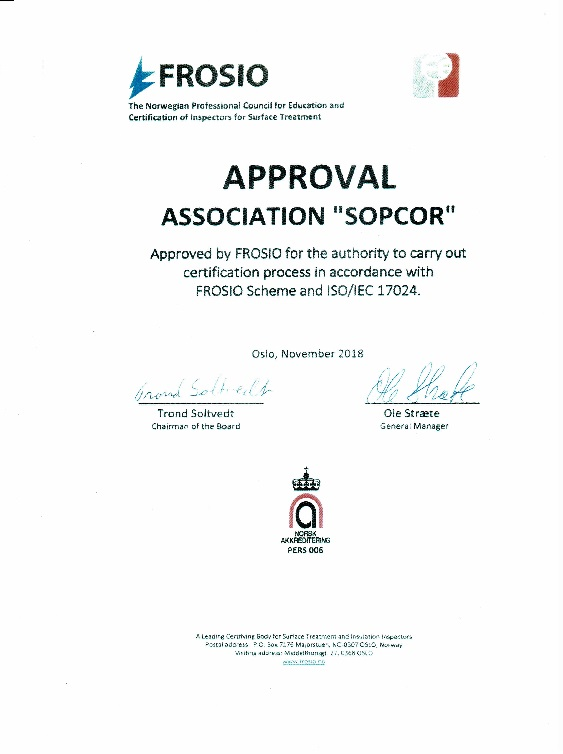 FROSIO
The Norwegian Professional Council for Education and
Certification of Inspectors for Surface Treatment
APPROVAL
ASSOCIATION "SOPCOR"
Approved by FROSIO for the authority to carry out
certification process in accordance with
FROSIO Scheme and ISO/IEC 17024.
Oslo, November 2018
Trond Soltvedt
Trond Soltvedt
Chairman of the Board
Ole Stræte
Ole Stræte
General Manager
NORSK
AKKREDITERING
PERS 006
A Leading Certifying Body for Surface Treatment and Insulation Inspectors
Postal address: P.O. Box 7176 Majorstuen, NO-0307 OSLO, Norway
Visiting address: 27, 0368 OSLO
www.frosio.no